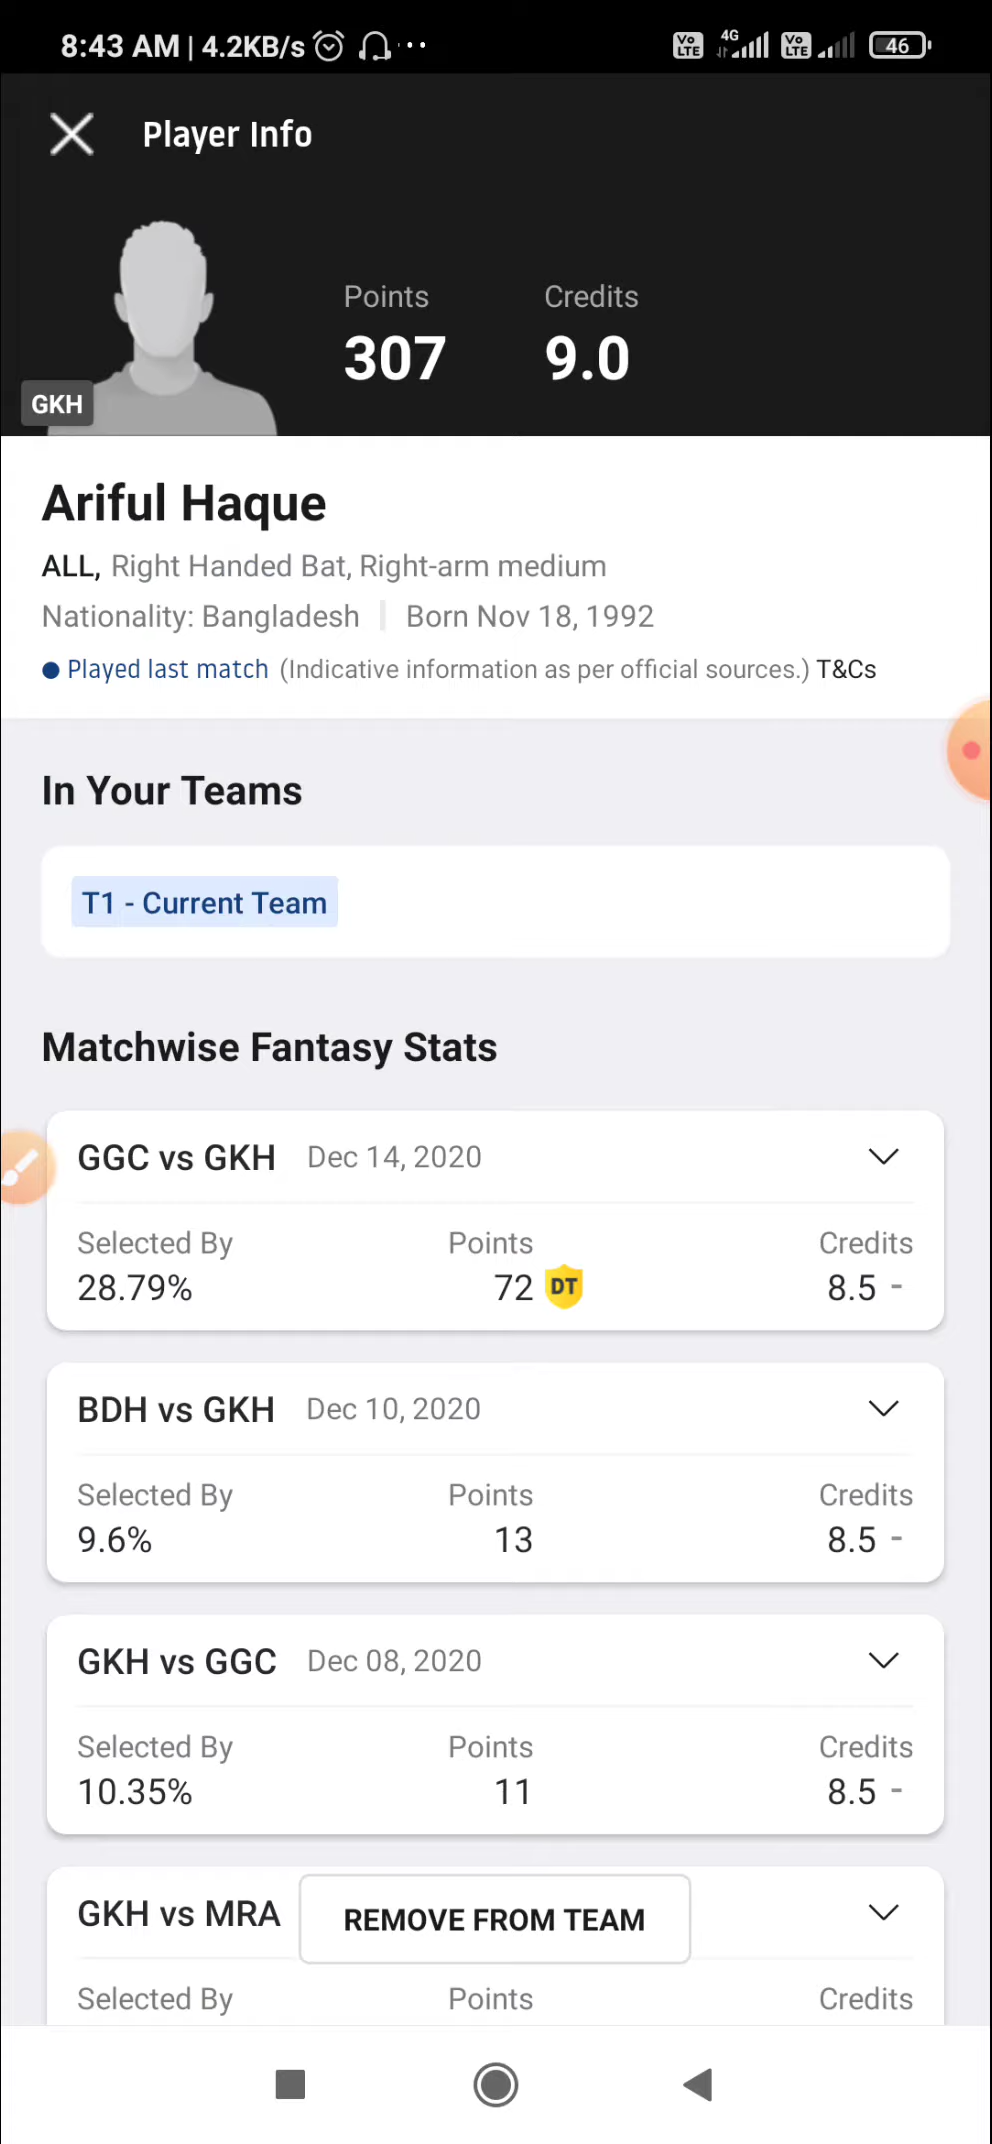 8:43 AM | 4.2KB/s
Vo LTE 4G Vo LTE 46
Player Info
Points Credits
307 9.0
GKH
Ariful Haque
ALL, Right Handed Bat, Right-arm medium
Nationality: Bangladesh | Born Nov 18, 1992
Played last match (Indicative information as per official sources.) T&Cs
In Your Teams
T1 - Current Team
Matchwise Fantasy Stats
GGC vs GKH Dec 14, 2020
Selected By Points Credits
28.79% 72 DT 8.5 -
BDH vs GKH Dec 10, 2020
Selected By Points Credits
9.6% 13 8.5 -
GKH vs GGC Dec 08, 2020
Selected By Points Credits
10.35% 11 8.5 -
GKH vs MRA
REMOVE FROM TEAM
Selected By Points Credits